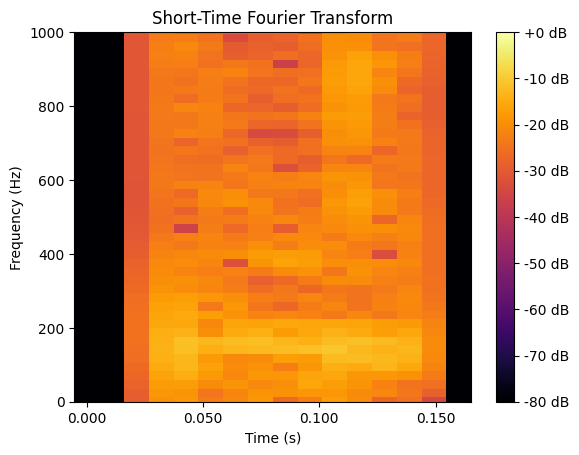 Short-Time Fourier Transform
1000
800
600
400
200
0
Frequency (Hz)
0.000
0.050
0.100
0.150
Time (s)
+0 dB
-10 dB
-20 dB
-30 dB
-40 dB
-50 dB
-60 dB
-70 dB
-80 dB